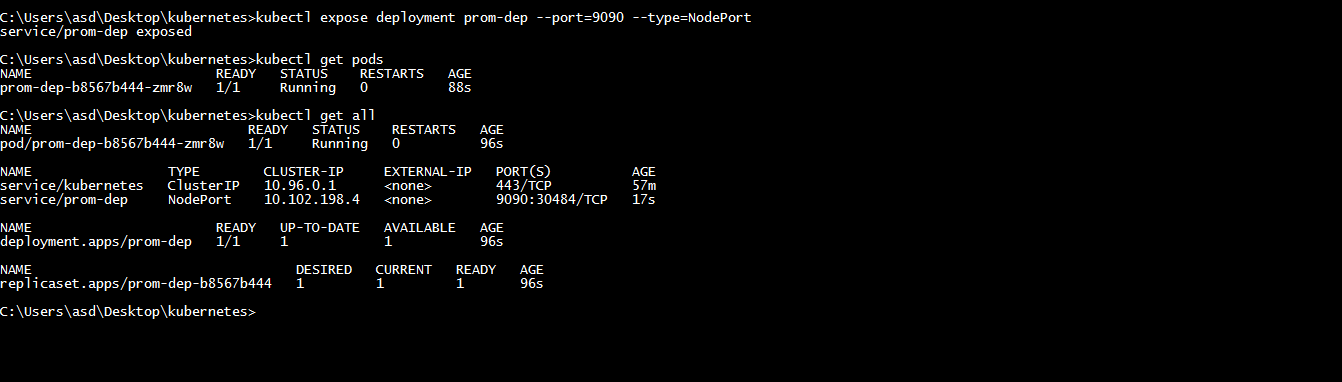 C:\Users\asd\Desktop\kubernetes>kubectl expose deployment prom-dep --port=9090 --type=NodePort
service/prom-dep exposed
C:\Users\asd\Desktop\kubernetes>kubectl get pods
NAME                       READY   STATUS    RESTARTS   AGE
prom-dep-b8567b444-zmr8w   1/1     Running   0          88s
C:\Users\asd\Desktop\kubernetes>kubectl get all
NAME                           READY   STATUS    RESTARTS   AGE
pod/prom-dep-b8567b444-zmr8w   1/1     Running   0          96s
NAME                 TYPE        CLUSTER-IP     EXTERNAL-IP   PORT(S)          AGE
service/kubernetes   ClusterIP   10.96.0.1      <none>        443/TCP          57m
service/prom-dep     NodePort    10.102.198.4   <none>        9090:30484/TCP   17s
NAME                       READY   UP-TO-DATE   AVAILABLE   AGE
deployment.apps/prom-dep   1/1     1            1           96s
NAME                                 DESIRED   CURRENT   READY   AGE
replicaset.apps/prom-dep-b8567b444   1         1         1       96s
C:\Users\asd\Desktop\kubernetes>